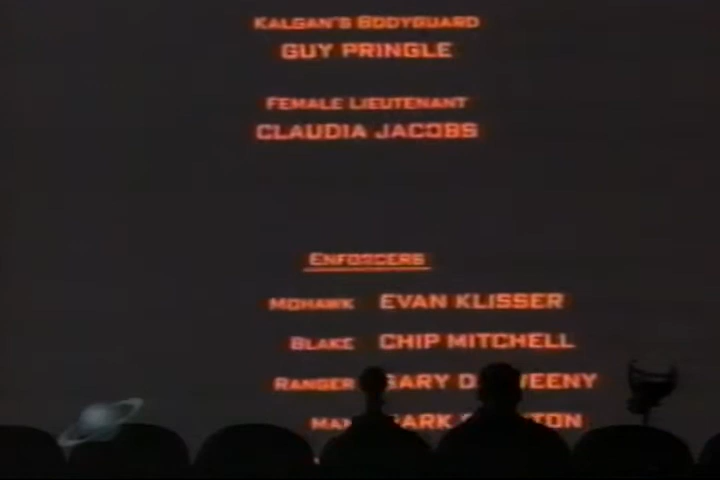 KALGAN'S BODYGUARD
GUY PRINGLE
FEMALE LIEUTENANT
CLAUDIA JACOBS
ENFORCERS
MOHAWK EVAN KLISSER
BLAKE CHIP MITCHELL
RANGER